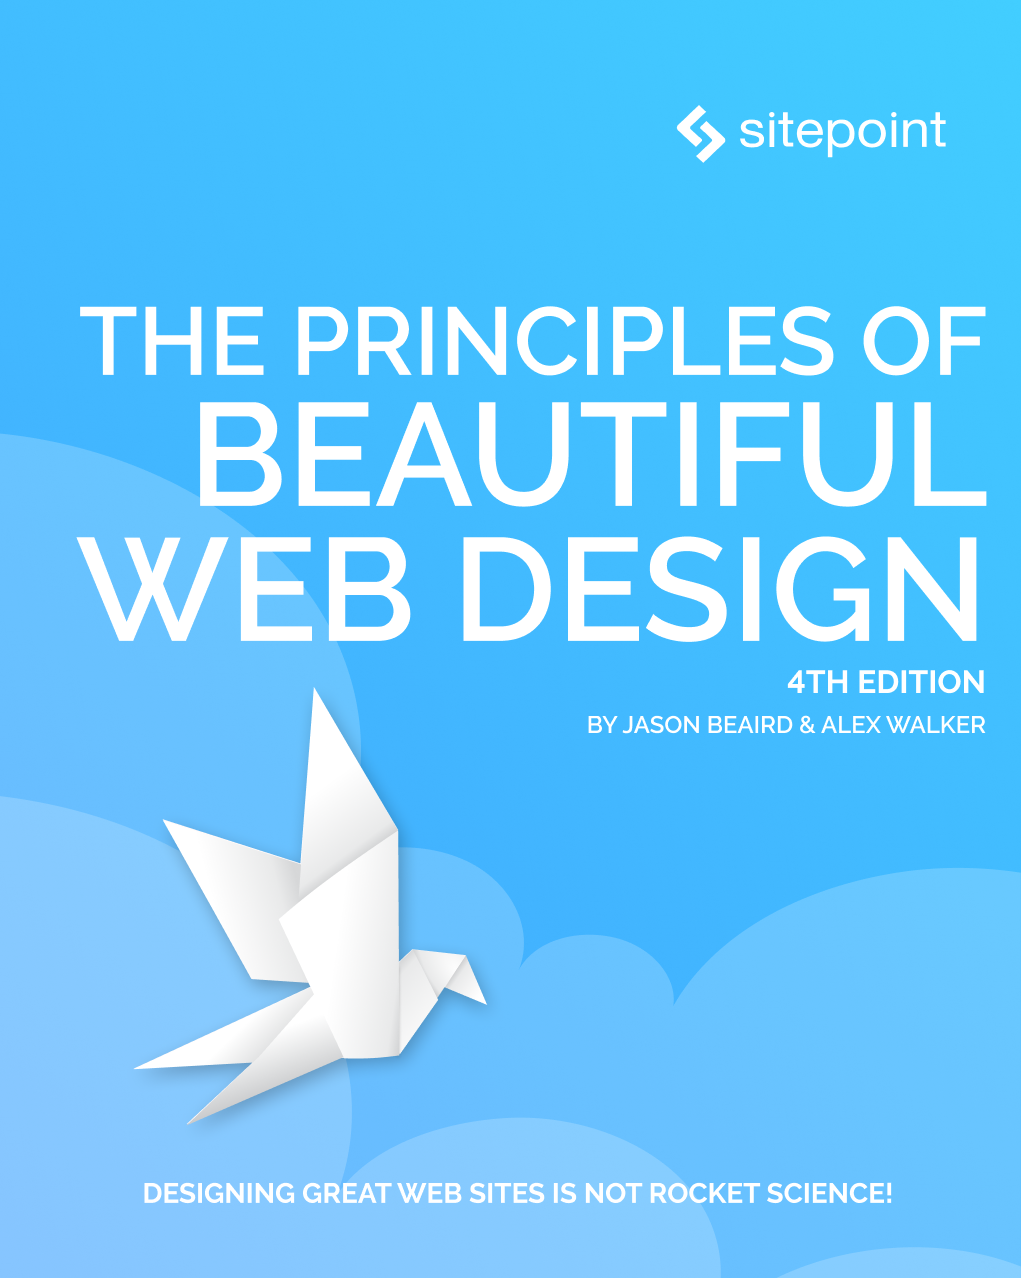 sitepoint
THE PRINCIPLES OF
BEAUTIFUL
WEB DESIGN
4TH EDITION
BY JASON BEAIRD & ALEX WALKER
DESIGNING GREAT WEB SITES IS NOT ROCKET SCIENCE!